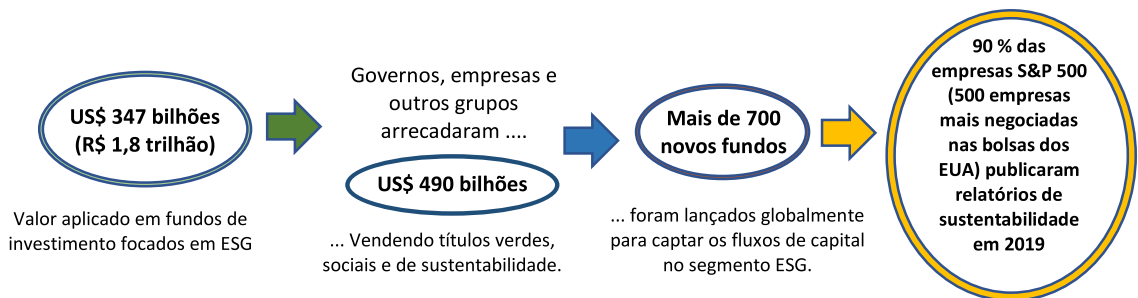 US$ 347 bilhões
(R$ 1,8 trilhão)
Valor aplicado em fundos de
investimento focados em ESG
Governos, empresas e
outros grupos
arrecadaram ....
US$ 490 bilhões
... Vendendo títulos verdes,
sociais e de sustentabilidade.
Mais de 700
novos fundos
... foram lançados globalmente
para captar os fluxos de capital
no segmento ESG.
90 % das
empresas S&P 500
(500 empresas
mais negociadas
nas bolsas dos
EUA) publicaram
relatórios de
sustentabilidade
em 2019